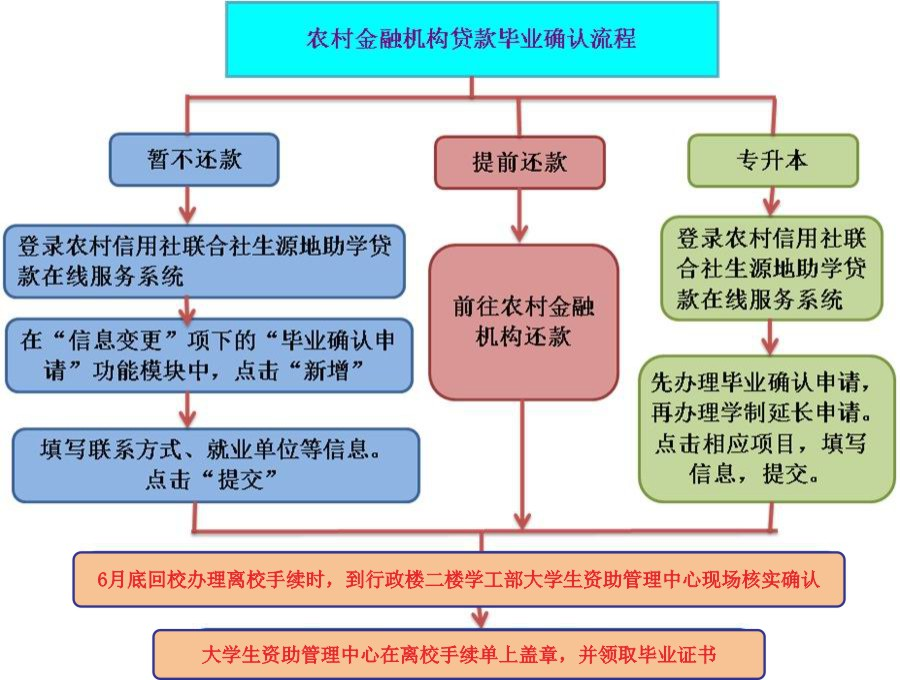 农村金融机构贷款毕业确认流程
暂不还款
提前还款
专升本
登录农村信用社联合社生源地助学贷
款在线服务系统
在“信息变更”项下的“毕业确认申
请”功能模块中，点击“新增”
填写联系方式、就业单位等信息。
点击“提交”
前往农村金融
机构还款
登录农村信用社联
合社生源地助学贷
款在线服务系统
先办理毕业确认申请，
再办理学制延长申请。
点击相应项目，填写
信息，提交。
6月底回校办理离校手续时，到行政楼二楼学工部大学生资助管理中心现场核实确认
大学生资助管理中心在离校手续单上盖章，并领取毕业证书